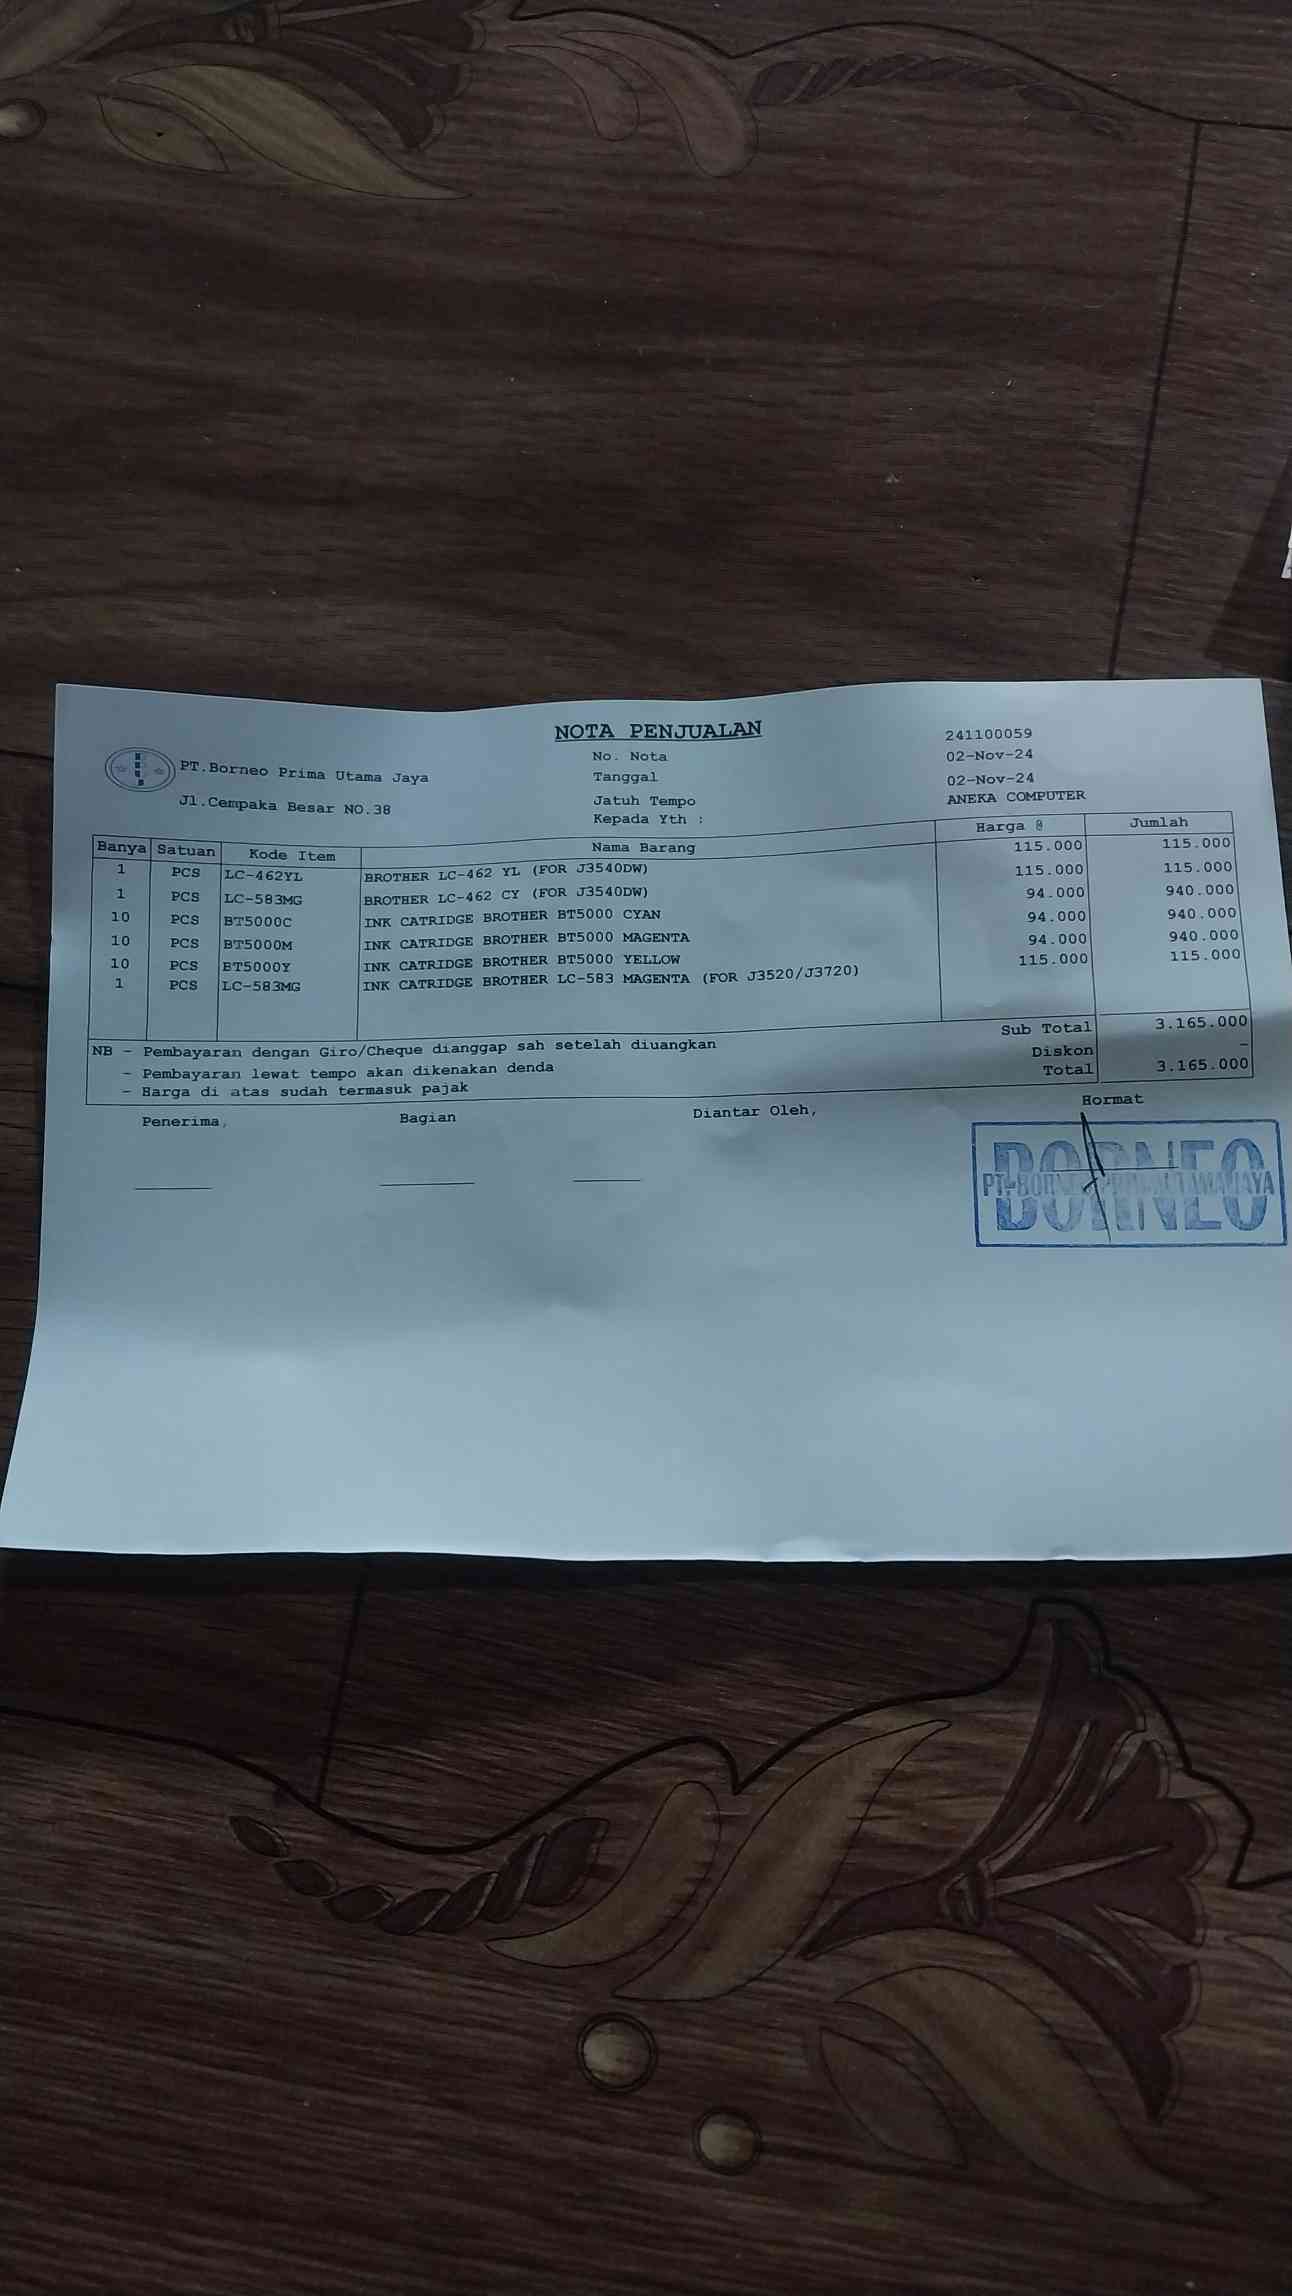 NOTA PENJUALAN
PT.Borneo Prima Utama Jaya
Jl.Cempaka Besar NO.38
No. Nota 241100059
Tanggal 02-Nov-24
Jatuh Tempo 02-Nov-24
Kepada Yth : ANEKA COMPUTER
Banya Satuan Kode Item Nama Barang Harga @ Jumlah
1 PCS LC-462YL BROTHER LC-462 YL (FOR J3540DW) 115.000 115.000
1 PCS LC-583MG BROTHER LC-462 CY (FOR J3540DW) 115.000 115.000
10 PCS BT5000C INK CATRIDGE BROTHER BT5000 CYAN 94.000 940.000
10 PCS BT5000M INK CATRIDGE BROTHER BT5000 MAGENTA 94.000 940.000
10 PCS BT5000Y INK CATRIDGE BROTHER BT5000 YELLOW 94.000 940.000
1 PCS LC-583MG INK CATRIDGE BROTHER LC-583 MAGENTA (FOR J3520/J3720) 115.000 115.000
NB - Pembayaran dengan Giro/Cheque dianggap sah setelah diuangkan
- Pembayaran lewat tempo akan dikenakan denda
- Harga di atas sudah termasuk pajak
Sub Total 3.165.000
Diskon -
Total 3.165.000
Penerima, Bagian Diantar Oleh, Hormat
BORNEO